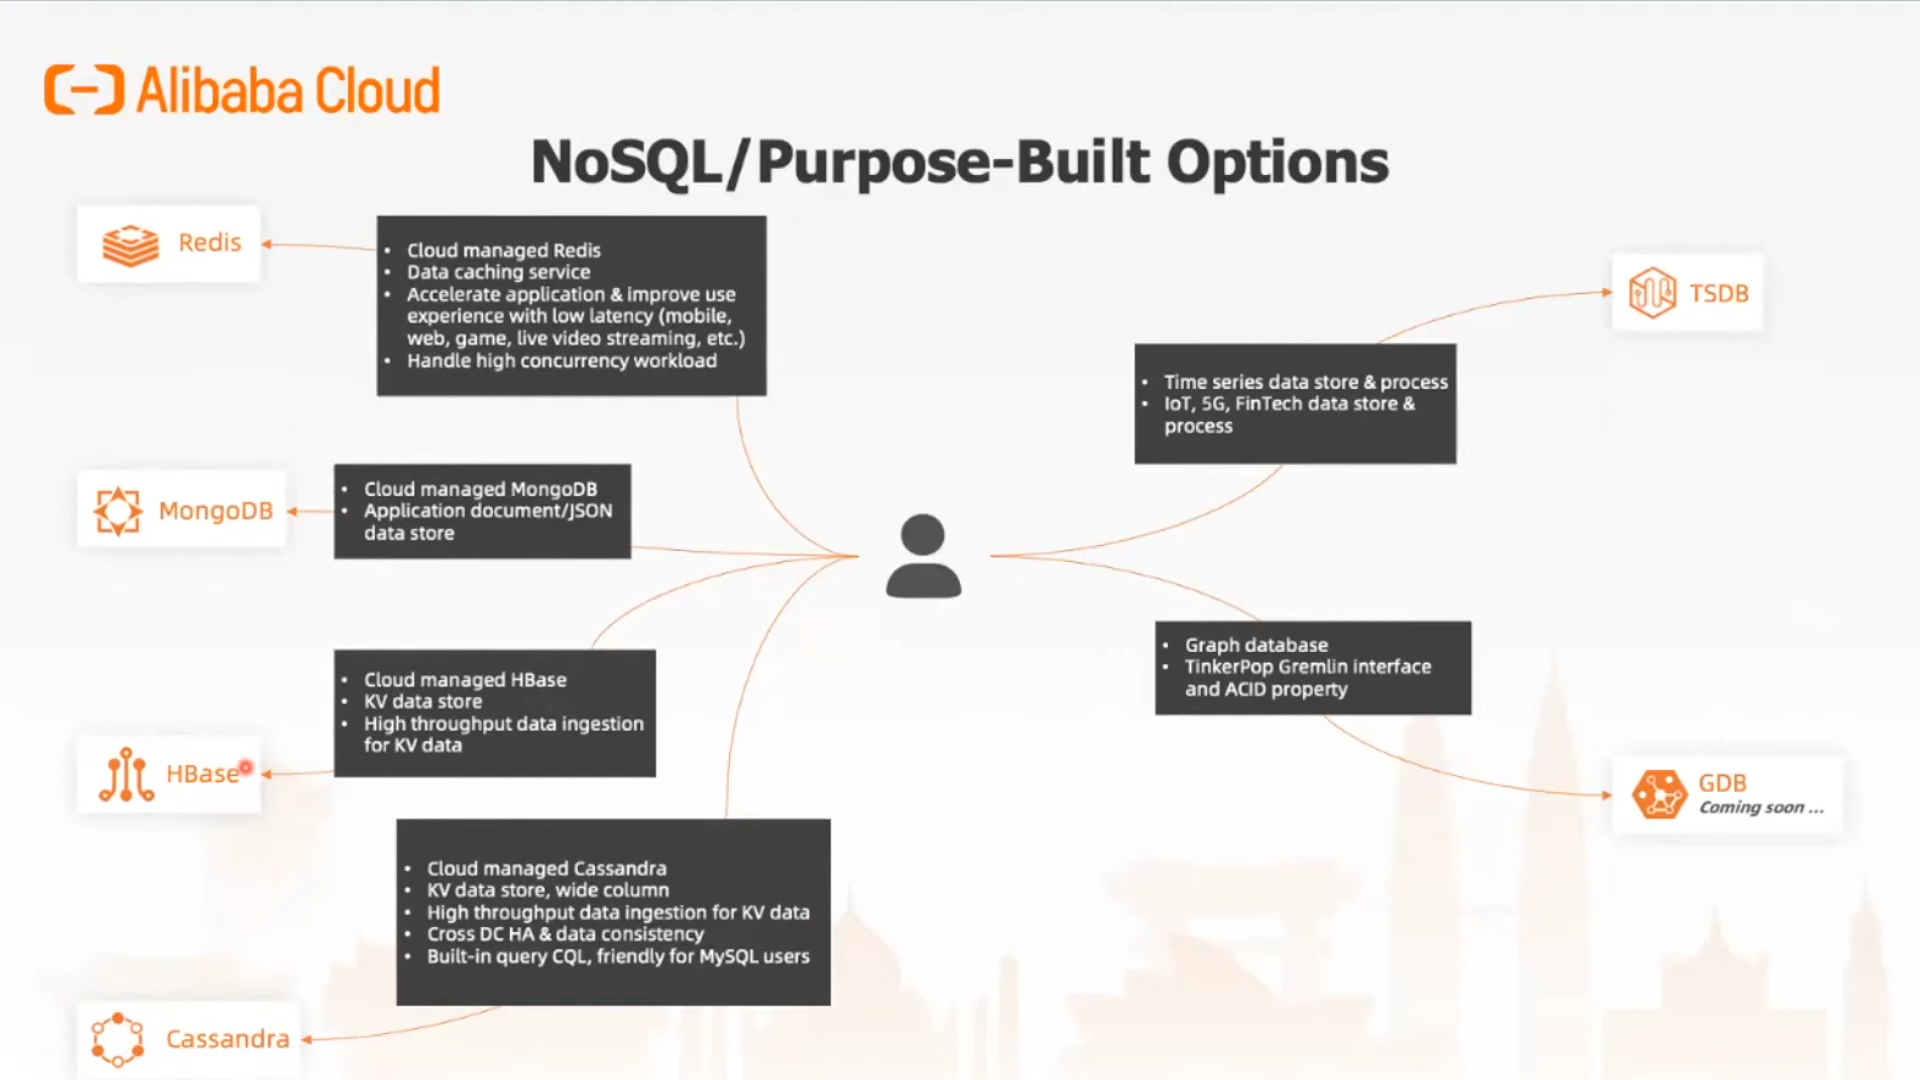 Alibaba Cloud
NoSQL/Purpose-Built Options
Redis
• Cloud managed Redis
• Data caching service
• Accelerate application & improve use
experience with low latency (mobile,
web, game, live video streaming, etc.)
• Handle high concurrency workload
MongoDB
• Cloud managed MongoDB
• Application document/JSON
data store
HBase
• Cloud managed HBase
• KV data store
• High throughput data ingestion
for KV data
Cassandra
• Cloud managed Cassandra
• KV data store, wide column
• High throughput data ingestion for KV data
• Cross DC HA & data consistency
• Built-in query CQL, friendly for MySQL users
TSDB
• Time series data store & process
• IoT, 5G, FinTech data store &
process
• Graph database
• TinkerPop Gremlin interface
and ACID property
GDB
Coming soon ...